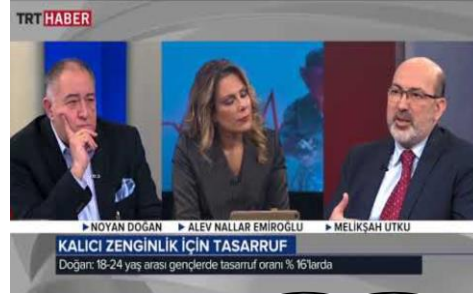 TRT HABER
▶NOYAN DOĞAN ▶ALEV NALLAR EMİROĞLU ▶MELİKŞAH UTKU
KALICI ZENGİNLİK İÇİN TASARRUF
Doğan: 18-24 yaş arası gençlerde tasarruf oranı % 16'larda